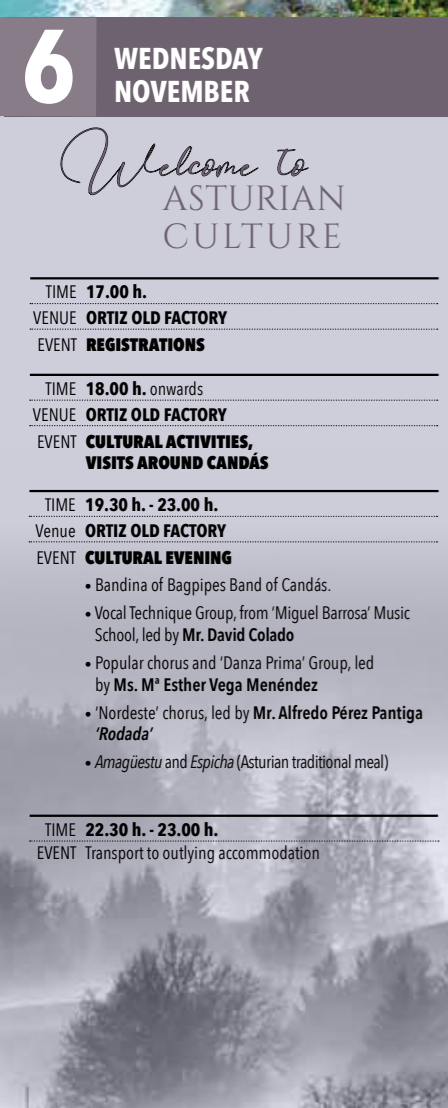 6
WEDNESDAY
NOVEMBER
Welcome to
ASTURIAN
CULTURE
TIME 17.00 h.
VENUE ORTIZ OLD FACTORY
EVENT REGISTRATIONS
TIME 18.00 h. onwards
VENUE ORTIZ OLD FACTORY
EVENT CULTURAL ACTIVITIES,
VISITS AROUND CANDÁS
TIME 19.30 h. - 23.00 h.
Venue ORTIZ OLD FACTORY
EVENT CULTURAL EVENING
• Bandina of Bagpipes Band of Candás.
• Vocal Technique Group, from ‘Miguel Barrosa’ Music
School, led by Mr. David Colado
• Popular chorus and ‘Danza Prima’ Group, led
by Ms. Mª Esther Vega Menéndez
• ‘Nordeste’ chorus, led by Mr. Alfredo Pérez Pantiga
‘Rodada’
• Amagüestu and Espicha (Asturian traditional meal)
TIME 22.30 h. - 23.00 h.
EVENT Transport to outlying accommodation